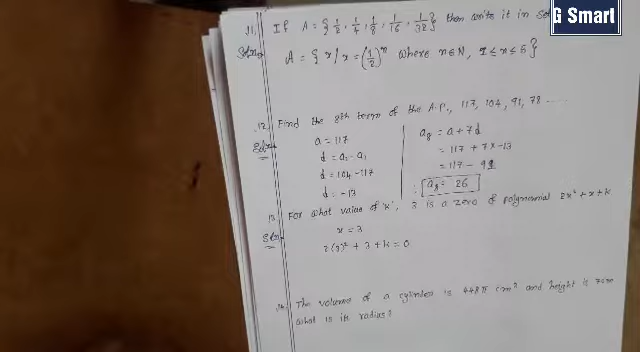 G Smart
11. If A = {1/2, 1/4, 1/8, 1/16, 1/32} then write it in Set
Soln A = {x/x = (1/2)ⁿ where n∈N, 1≤n≤5}
12. Find the 8th term of the A.P., 117, 104, 91, 78 ....
Soln a = 117
d = a₂ - a₁
d = 104 - 117
d = -13
a₈ = a + 7d
= 117 + 7x-13
= 117 - 91
∴ a₈ = 26
13. For what value of 'k', 3 is a zero of polynomial 2x² + x + k
Soln x = 3
2(3)² + 3 + k = 0
14. The volume of a cylinder is 448π cm³ and height is 7cm
what is its radius?